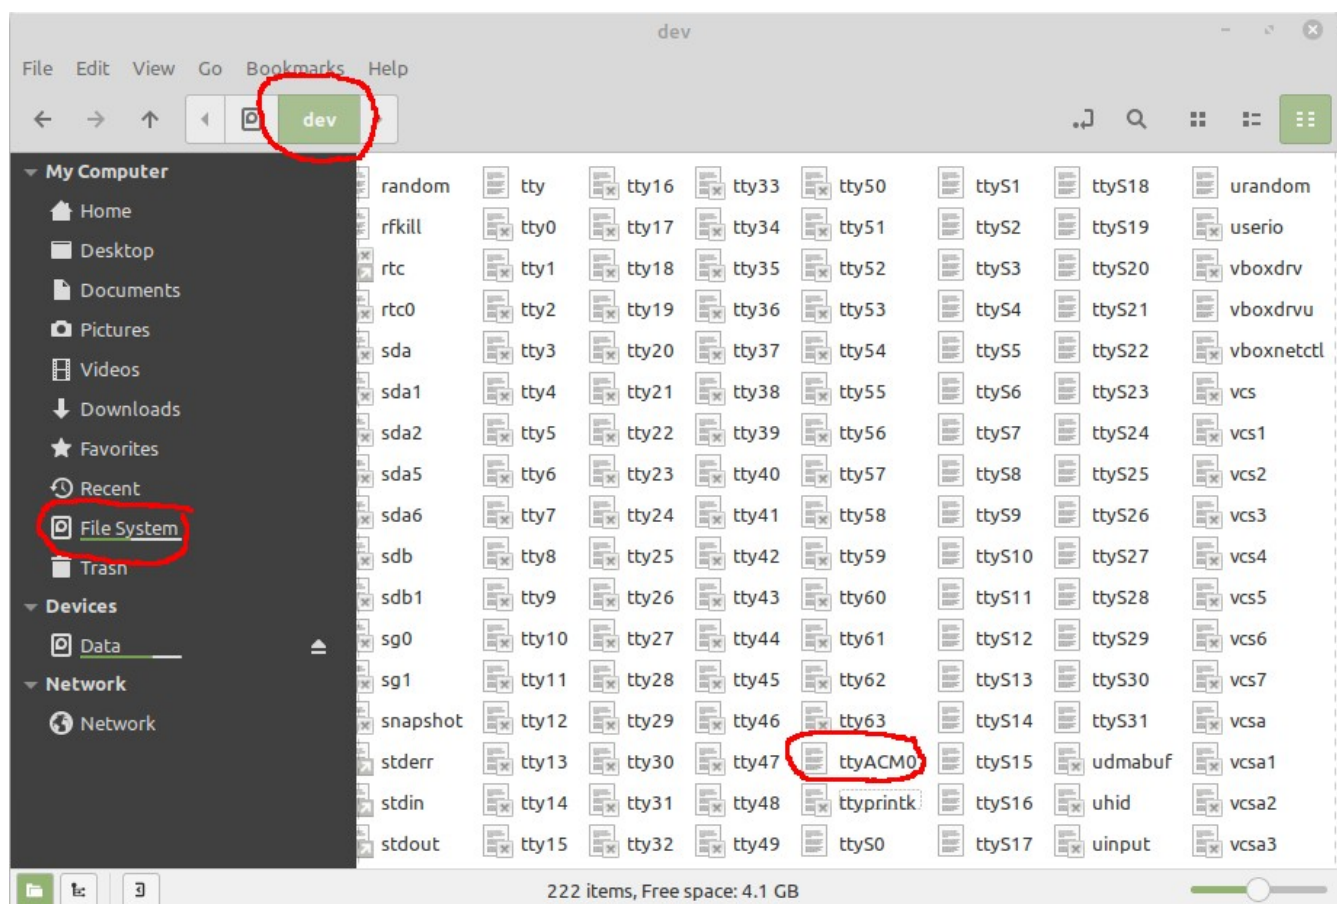 dev
File Edit View Go Bookmarks Help
dev
My Computer
Home
Desktop
Documents
Pictures
Videos
Downloads
Favorites
Recent
File System
Trash
Devices
Data
Network
Network
random tty tty16 tty33 tty50 ttyS1 ttyS18 urandom
rfkill tty0 tty17 tty34 tty51 ttyS2 ttyS19 userio
rtc tty1 tty18 tty35 tty52 ttyS3 ttyS20 vboxdrv
rtc0 tty2 tty19 tty36 tty53 ttyS4 ttyS21 vboxdrvu
sda tty3 tty20 tty37 tty54 ttyS5 ttyS22 vboxnetctl
sda1 tty4 tty21 tty38 tty55 ttyS6 ttyS23 vcs
sda2 tty5 tty22 tty39 tty56 ttyS7 ttyS24 vcs1
sda5 tty6 tty23 tty40 tty57 ttyS8 ttyS25 vcs2
sda6 tty7 tty24 tty41 tty58 ttyS9 ttyS26 vcs3
sdb tty8 tty25 tty42 tty59 ttyS10 ttyS27 vcs4
sdb1 tty9 tty26 tty43 tty60 ttyS11 ttyS28 vcs5
sg0 tty10 tty27 tty44 tty61 ttyS12 ttyS29 vcs6
sg1 tty11 tty28 tty45 tty62 ttyS13 ttyS30 vcs7
snapshot tty12 tty29 tty46 tty63 ttyS14 ttyS31 vcsa
stderr tty13 tty30 tty47 ttyACM0 ttyS15 udmabuf vcsa1
stdin tty14 tty31 tty48 ttyprintk ttyS16 uhid vcsa2
stdout tty15 tty32 tty49 ttyS0 ttyS17 uinput vcsa3
222 items, Free space: 4.1 GB